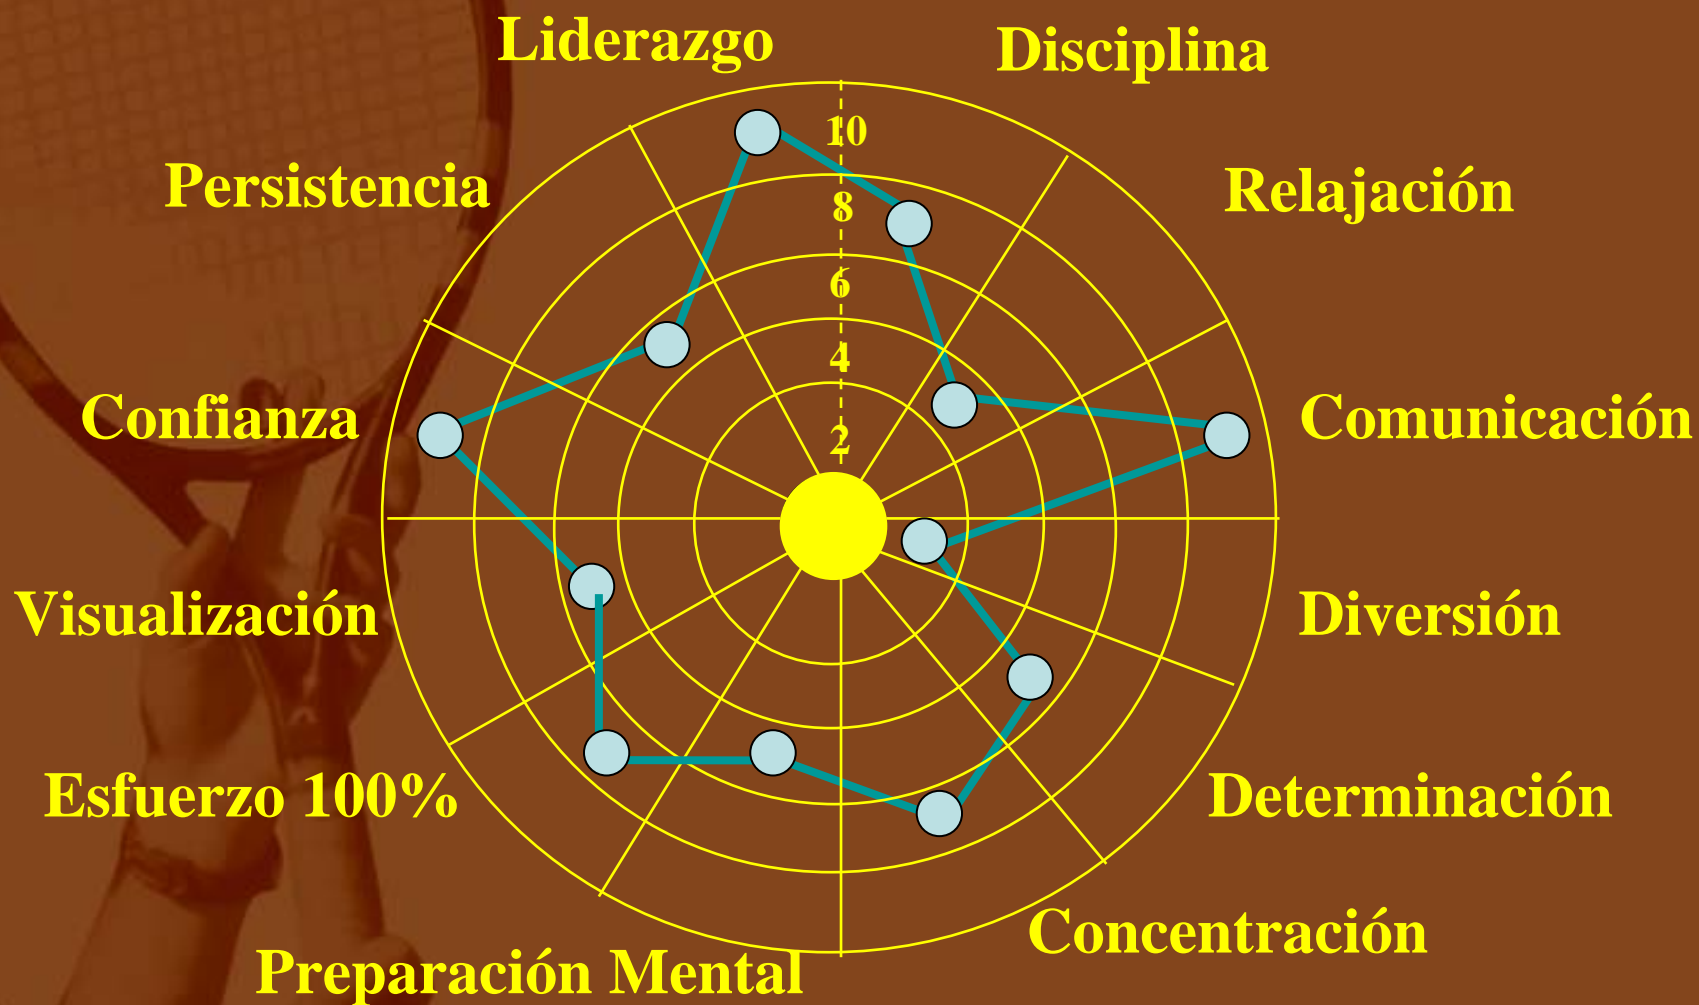 Liderazgo
Disciplina
10
Persistencia
Relajación
8
6
4
Confianza
Comunicación
2
Visualización
Diversión
Esfuerzo 100%
Determinación
Concentración
Preparación Mental